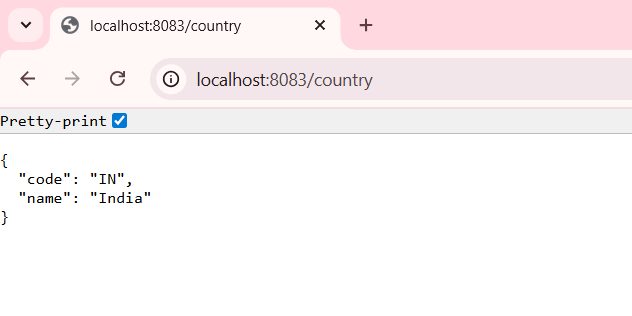 localhost:8083/country
localhost:8083/country
Pretty-print
{
  "code": "IN",
  "name": "India"
}